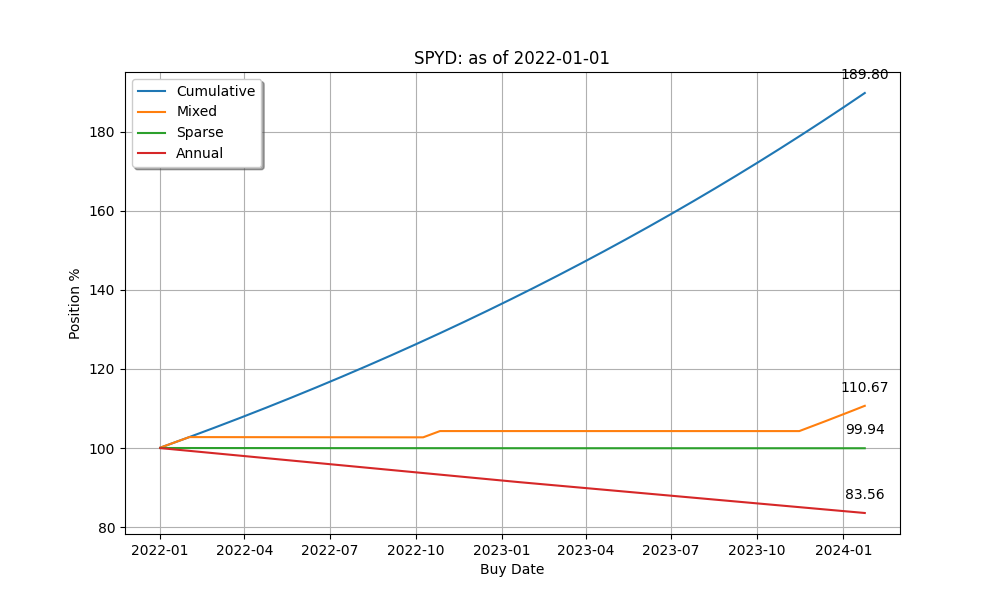 SPYD: as of 2022-01-01
Cumulative
Mixed
Sparse
Annual
189.80
110.67
99.94
83.56
180
160
140
120
100
80
Position %
2022-01 2022-04 2022-07 2022-10 2023-01 2023-04 2023-07 2023-10 2024-01
Buy Date